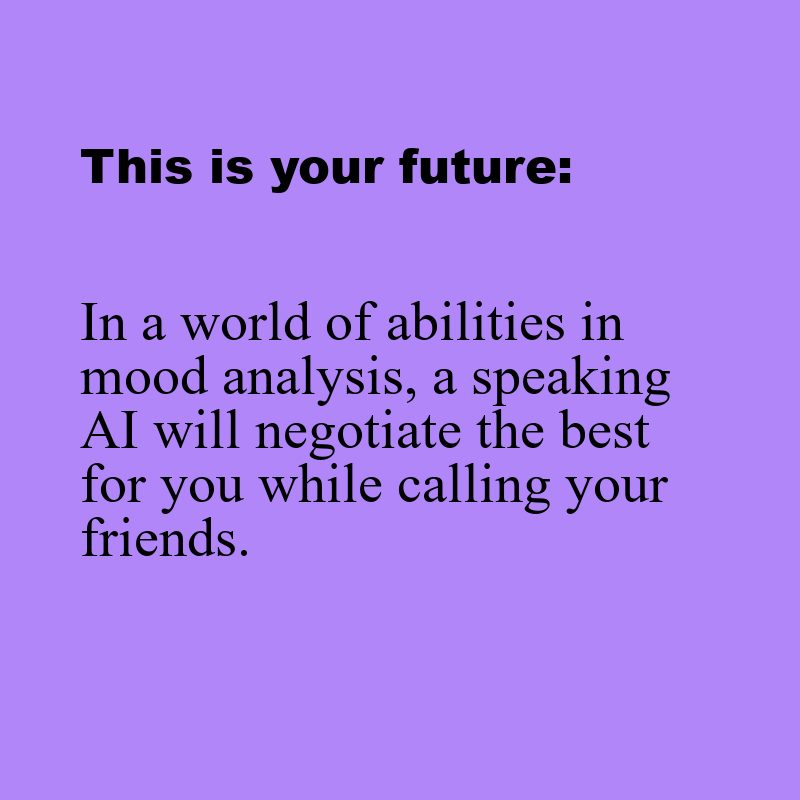 This is your future:
In a world of abilities in
mood analysis, a speaking
AI will negotiate the best
for you while calling your
friends.